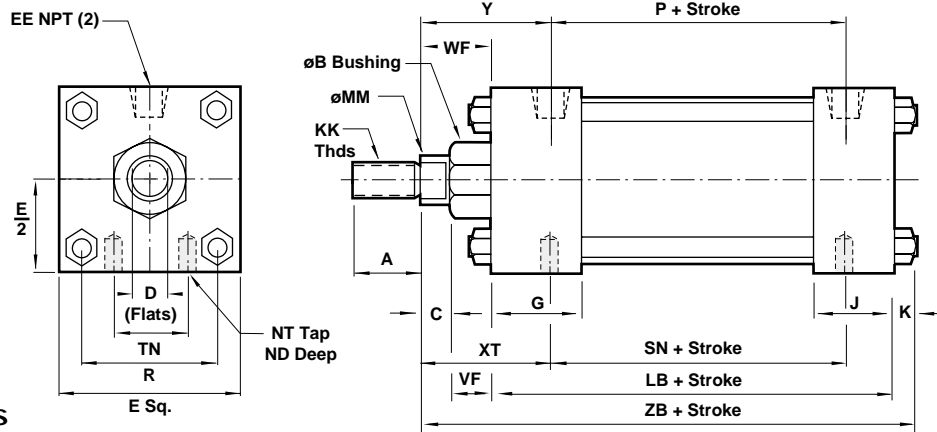 EE NPT (2)
E
2
D
(Flats)
TN
R
E Sq.
NT Tap
ND Deep
S
Y
P + Stroke
WF
øB Bushing
øMM
KK
Thds
A
C
G
J
K
XT
SN + Stroke
VF
LB + Stroke
ZB + Stroke